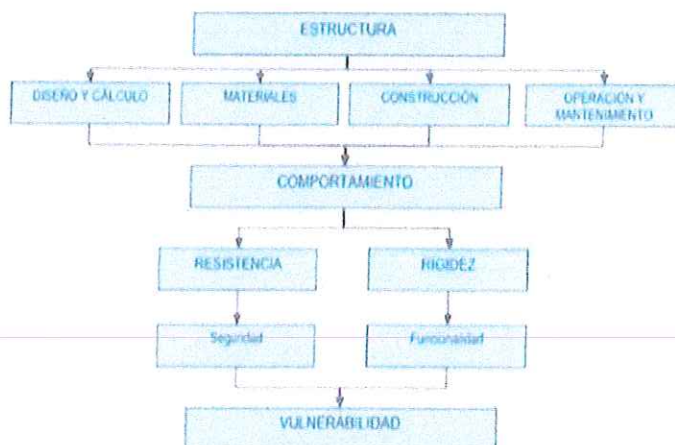 ESTRUCTURA
DISEÑO Y CÁLCULO
MATERIALES
CONSTRUCCIÓN
OPERACIÓN Y
MANTENIMIENTO
COMPORTAMIENTO
RESISTENCIA
RIGIDEZ
Seguridad
Funcionalidad
VULNERABILIDAD